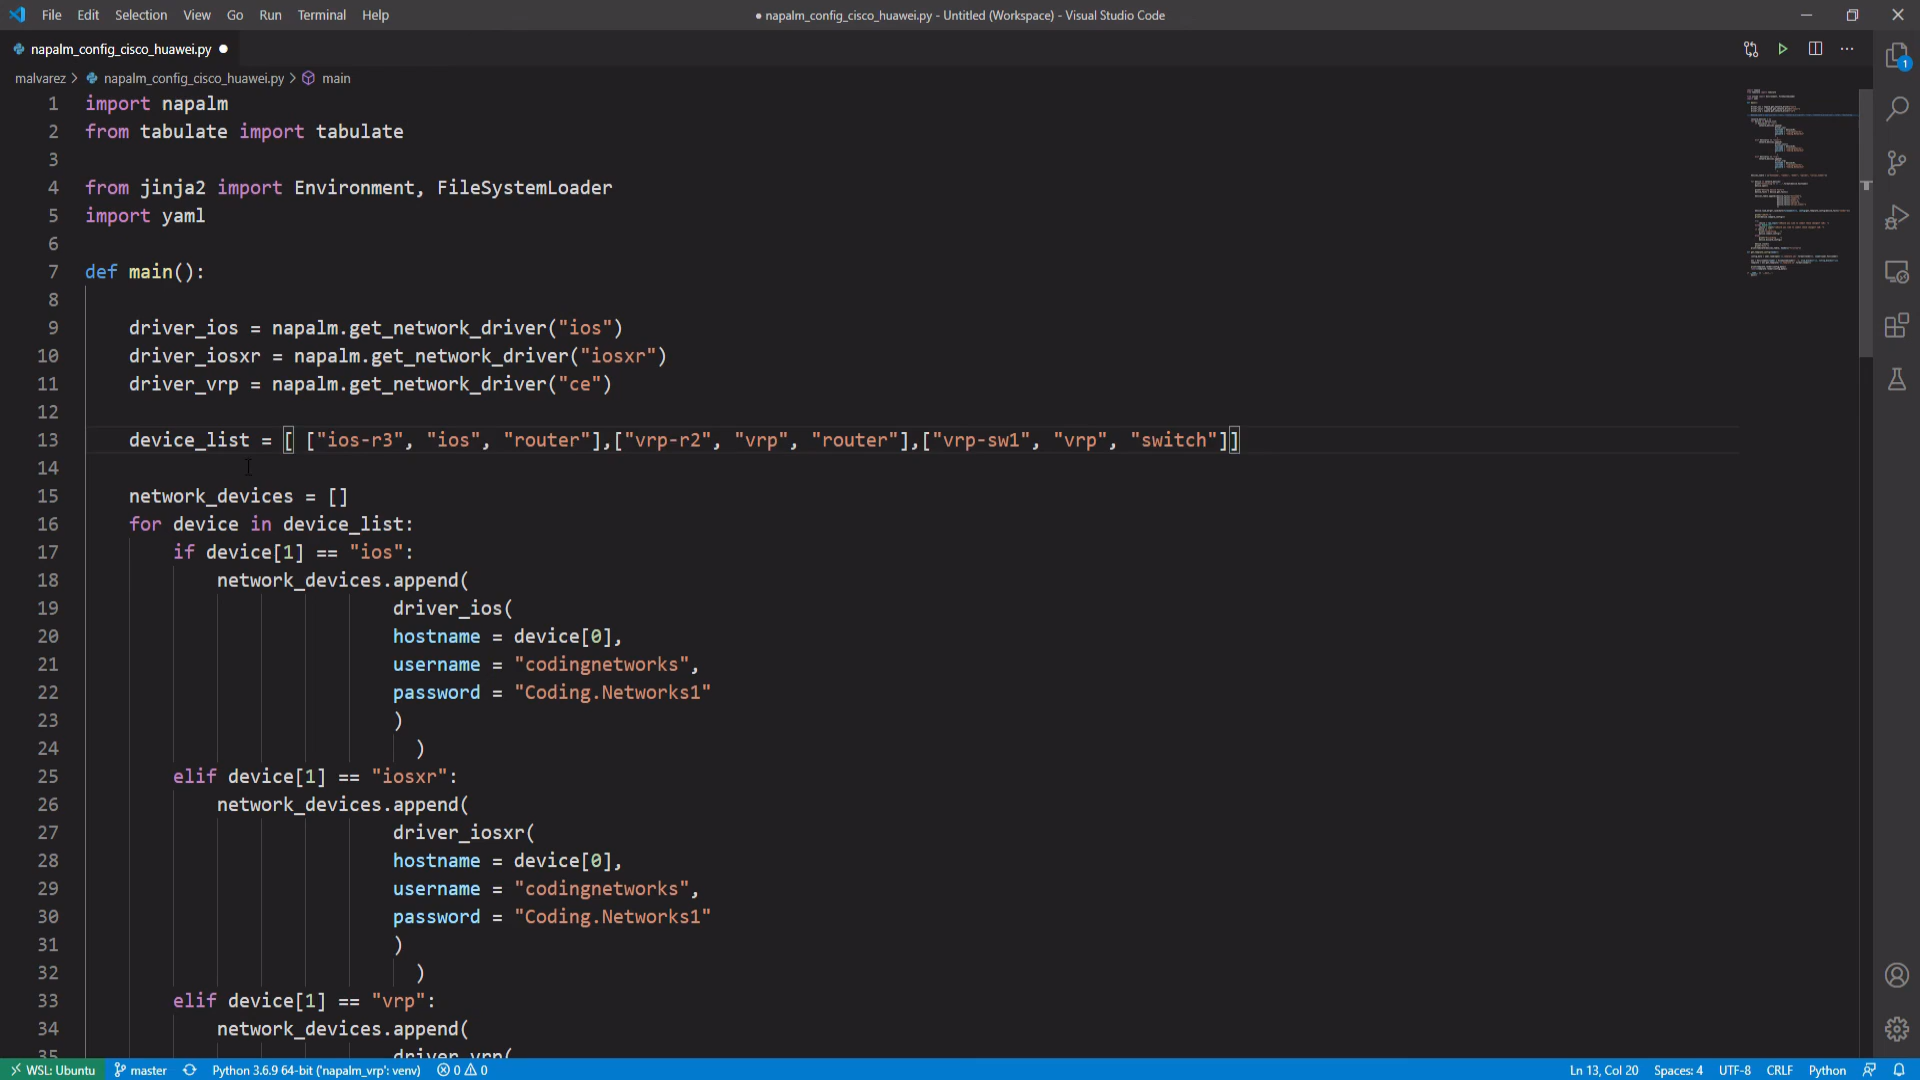 File Edit Selection View Go Run Terminal Help
● napalm_config_cisco_huawei.py - Untitled (Workspace) - Visual Studio Code
napalm_config_cisco_huawei.py ●
malvarez > napalm_config_cisco_huawei.py > main
1 import napalm
2 from tabulate import tabulate
3
4 from jinja2 import Environment, FileSystemLoader
5 import yaml
6
7 def main():
8
9 driver_ios = napalm.get_network_driver("ios")
10 driver_iosxr = napalm.get_network_driver("iosxr")
11 driver_vrp = napalm.get_network_driver("ce")
12
13 device_list = [ ["ios-r3", "ios", "router"],["vrp-r2", "vrp", "router"],["vrp-sw1", "vrp", "switch"]]
14
15 network_devices = []
16 for device in device_list:
17 if device[1] == "ios":
18 network_devices.append(
19 driver_ios(
20 hostname = device[0],
21 username = "codingnetworks",
22 password = "Coding.Networks1"
23 )
24 )
25 elif device[1] == "iosxr":
26 network_devices.append(
27 driver_iosxr(
28 hostname = device[0],
29 username = "codingnetworks",
30 password = "Coding.Networks1"
31 )
32 )
33 elif device[1] == "vrp":
34 network_devices.append(
35 driver_vrp(
1
WSL: Ubuntu master Python 3.6.9 64-bit ('napalm_vrp': venv) 0 0 Ln 13, Col 20 Spaces: 4 UTF-8 CRLF Python